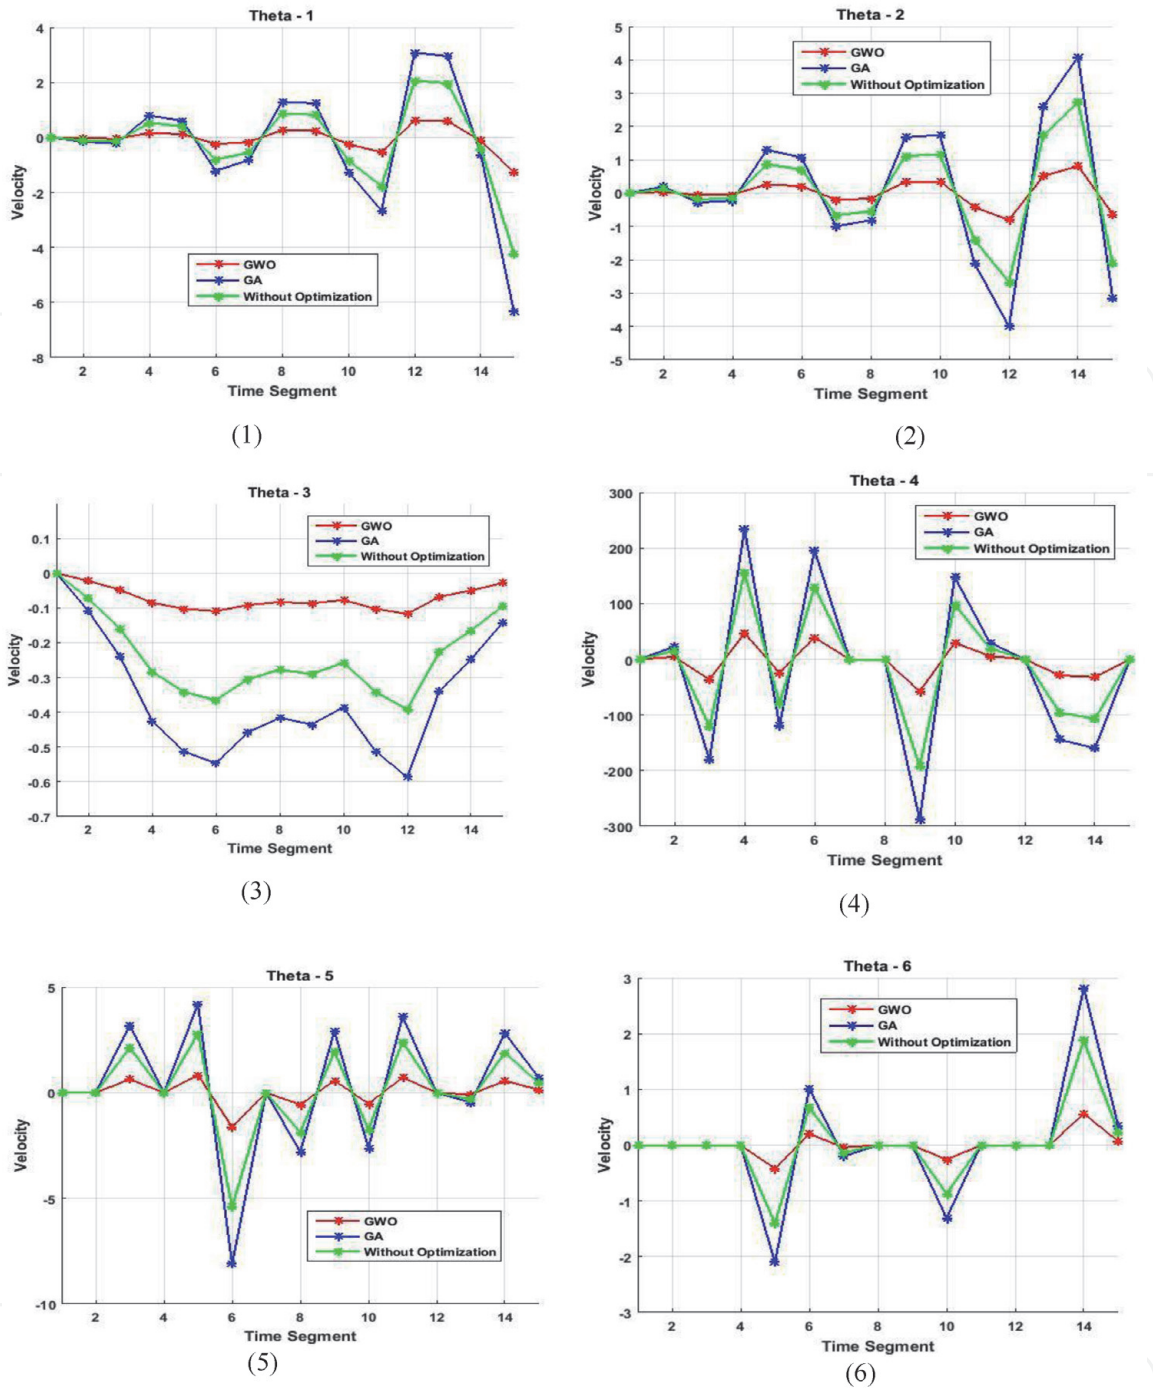 Theta - 1
4
2
0
-2
-4
-6
-8
Velocity
GWO
GA
Without Optimization
2 4 6 8 10 12 14
Time Segment
(1)
Theta - 2
5
4
3
2
1
0
-1
-2
-3
-4
-5
Velocity
GWO
GA
Without Optimization
2 4 6 8 10 12 14
Time Segment
(2)
Theta - 3
0.1
0
-0.1
-0.2
-0.3
-0.4
-0.5
-0.6
-0.7
Velocity
GWO
GA
Without Optimization
2 4 6 8 10 12 14
Time Segment
(3)
Theta - 4
300
200
100
0
-100
-200
-300
Velocity
GWO
GA
Without Optimization
2 4 6 8 10 12 14
Time Segment
(4)
Theta - 5
5
0
-5
-10
Velocity
GWO
GA
Without Optimization
2 4 6 8 10 12 14
Time Segment
(5)
Theta - 6
3
2
1
0
-1
-2
-3
Velocity
GWO
GA
Without Optimization
2 4 6 8 10 12 14
Time Segment
(6)